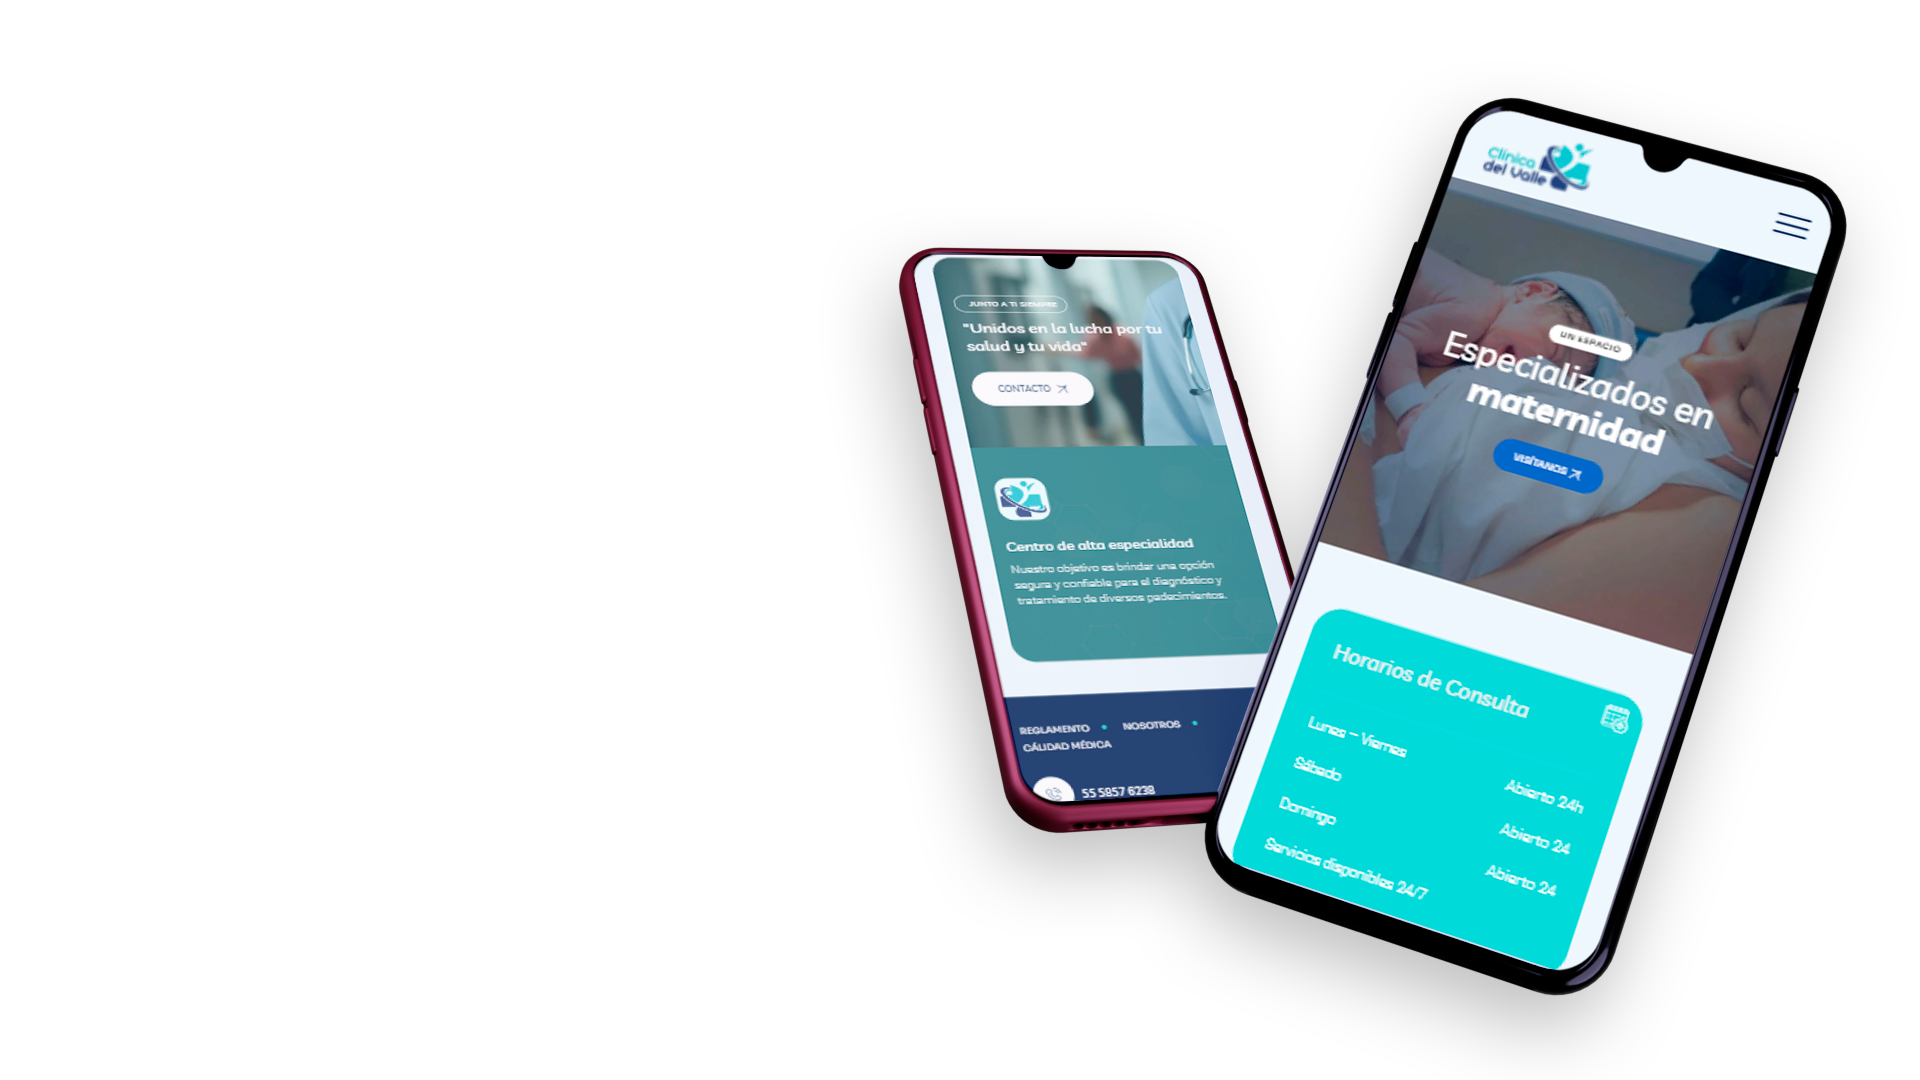 JUNTO A TI SIEMPRE
"Unidos en la lucha por tu
salud y tu vida"
CONTACTO
Centro de alta especialidad
Nuestro objetivo es brindar una opción
segura y confiable para el diagnóstico y
tratamiento de diversos padecimientos.
REGLAMENTO • NOSOTROS •
CÁLIDAD MÉDICA
55 5857 6238
Clínica
del Valle
UN ESPACIO
Especializados en
maternidad
VISÍTANOS
Horarios de Consulta
Lunes – Viernes
Abierto 24h
Sábado
Abierto 24
Domingo
Abierto 24
Servicios disponibles 24/7